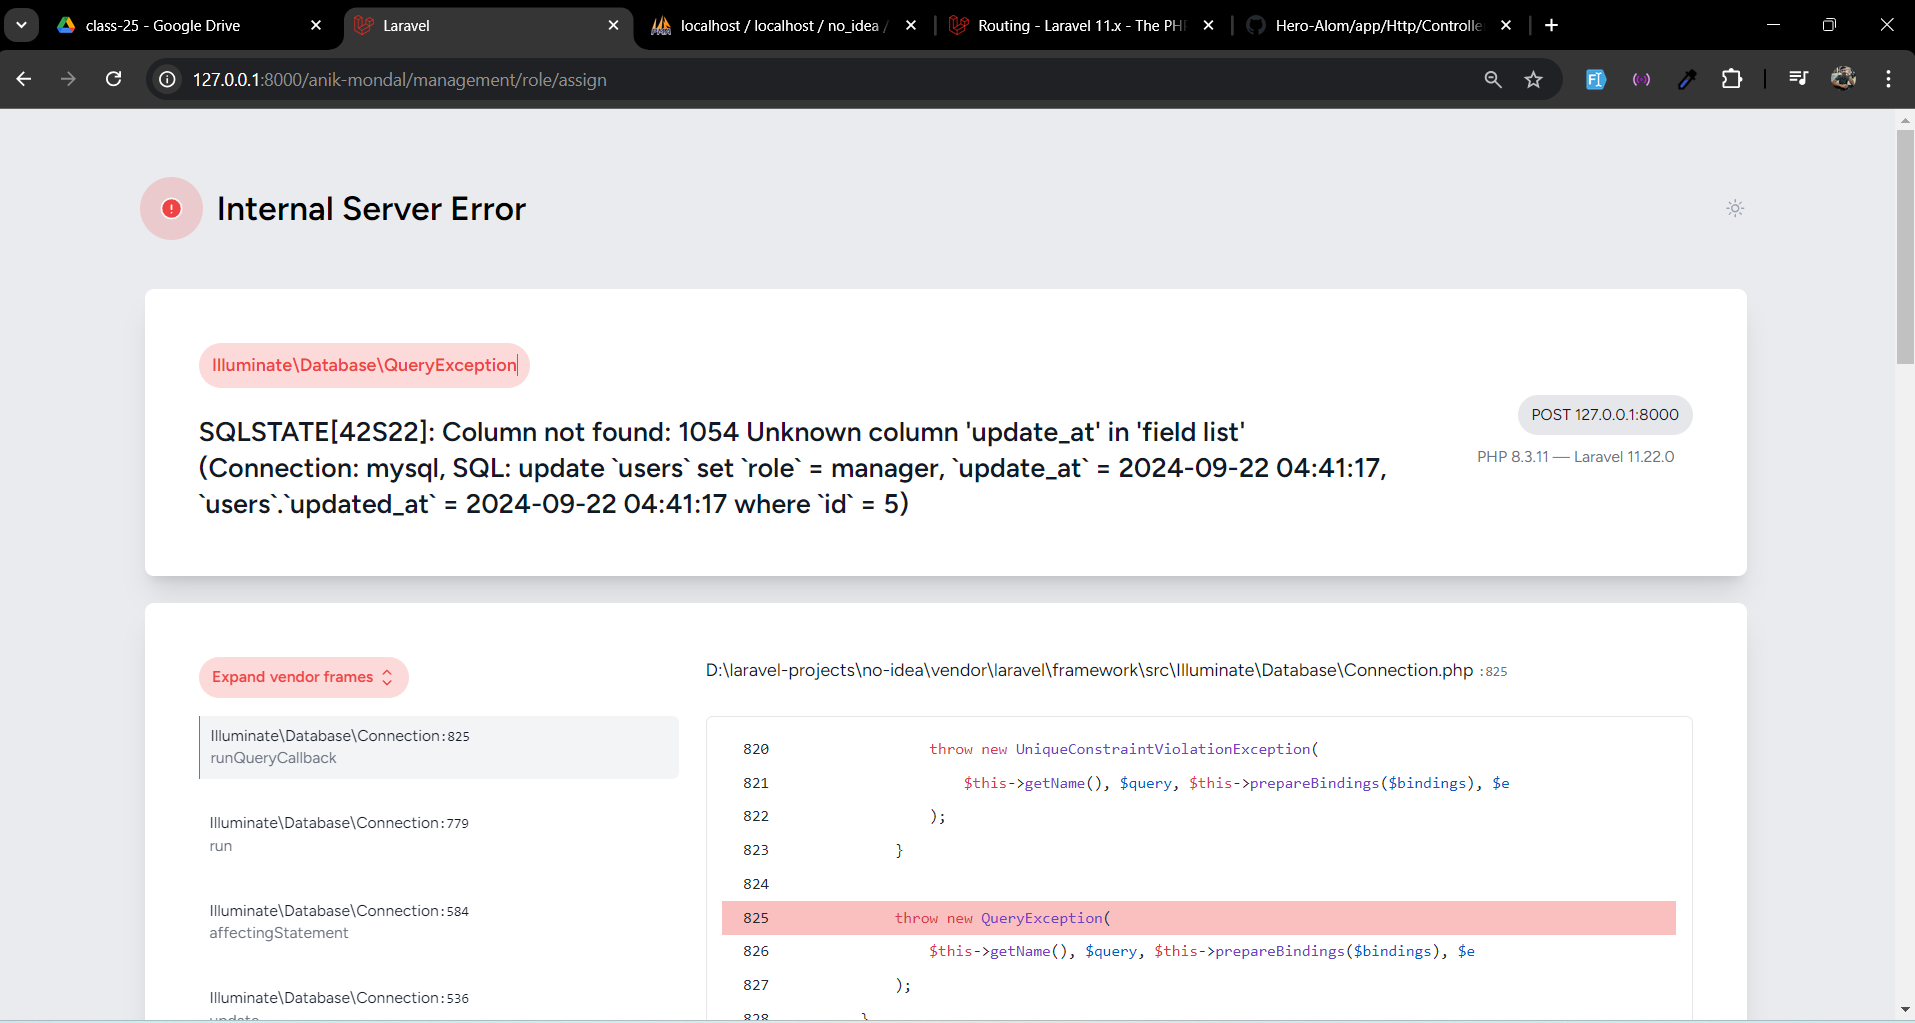 class-25 - Google Drive
Laravel
localhost / localhost / no_idea /
Routing - Laravel 11.x - The PH
Hero-Alom/app/Http/Controlle
127.0.0.1:8000/anik-mondal/management/role/assign
Internal Server Error
Illuminate\Database\QueryException
SQLSTATE[42S22]: Column not found: 1054 Unknown column 'update_at' in 'field list'
(Connection: mysql, SQL: update `users` set `role` = manager, `update_at` = 2024-09-22 04:41:17,
`users`.`updated_at` = 2024-09-22 04:41:17 where `id` = 5)
POST 127.0.0.1:8000
PHP 8.3.11 — Laravel 11.22.0
Expand vendor frames
Illuminate\Database\Connection:825
runQueryCallback
Illuminate\Database\Connection:779
run
Illuminate\Database\Connection:584
affectingStatement
Illuminate\Database\Connection:536
update
D:\laravel-projects\no-idea\vendor\laravel\framework\src\Illuminate\Database\Connection.php :825
820 throw new UniqueConstraintViolationException(
821 $this->getName(), $query, $this->prepareBindings($bindings), $e
822 );
823 }
824
825 throw new QueryException(
826 $this->getName(), $query, $this->prepareBindings($bindings), $e
827 );
828 }